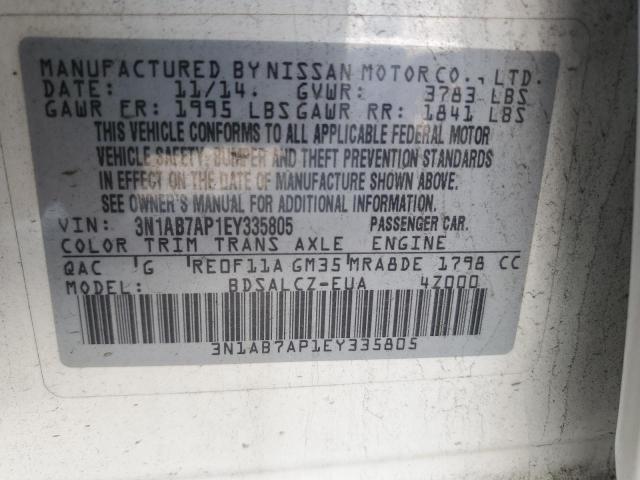 MANUFACTURED BY NISSAN MOTOR CO., LTD.
DATE: 11/14. GVWR: 3783 LBS
GAWR FR: 1995 LBS GAWR RR: 1841 LBS
THIS VEHICLE CONFORMS TO ALL APPLICABLE FEDERAL MOTOR
VEHICLE SAFETY, BUMPER AND THEFT PREVENTION STANDARDS
IN EFFECT ON THE DATE OF MANUFACTURE SHOWN ABOVE.
SEE OWNER'S MANUAL FOR ADDITIONAL INFORMATION.
VIN: 3N1AB7AP1EY335805 PASSENGER CAR.
COLOR TRIM TRANS AXLE ENGINE
QAC G RE0F11A GM35 MRA8DE 1798 CC
MODEL: BDSALCZ-EUA 4Z000
3N1AB7AP1EY335805